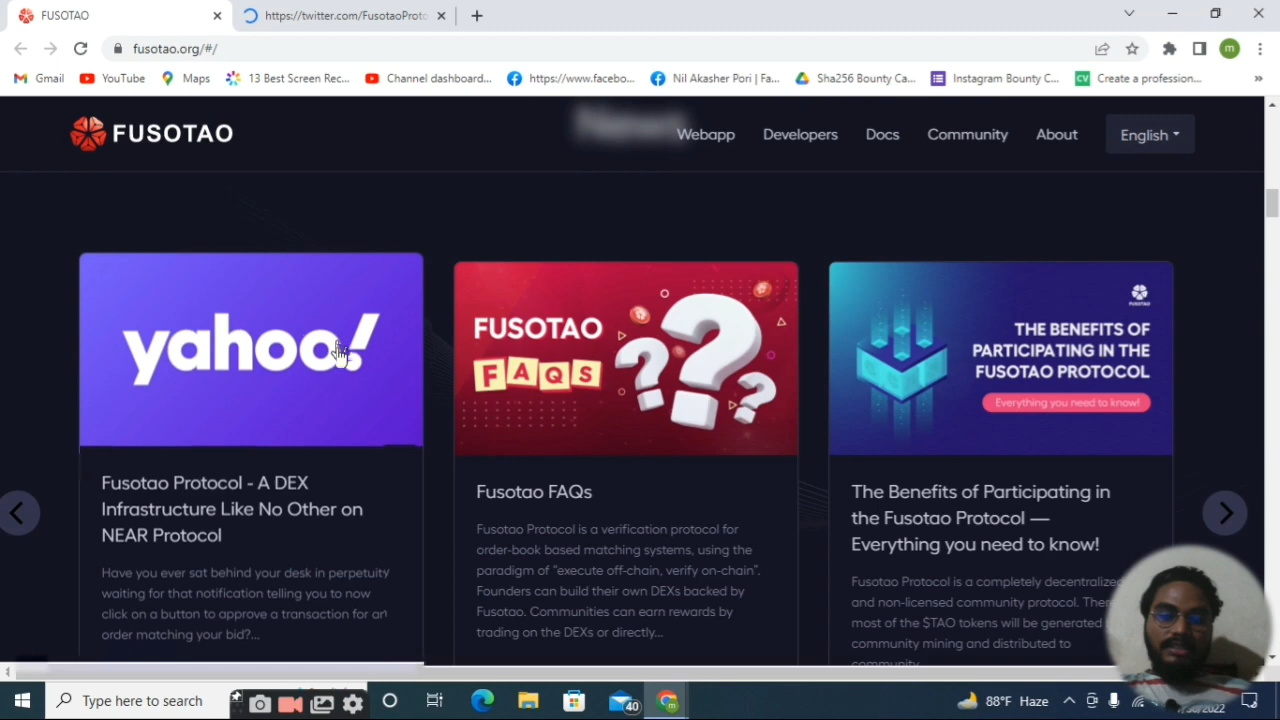 FUSOTAO
https://twitter.com/FusotaoProto
fusotao.org/#/
m
Gmail
YouTube
Maps
13 Best Screen Rec...
Channel dashboard...
https://www.facebo...
Nil Akasher Pori | Fa...
Sha256 Bounty Ca...
Instagram Bounty C...
CV
Create a profession...
»
FUSOTAO
News
Webapp
Developers
Docs
Community
About
English
yahoo!
FUSOTAO
FAQS
FUSOTAO
THE BENEFITS OF
PARTICIPATING IN THE
FUSOTAO PROTOCOL
Everything you need to know!
Fusotao Protocol - A DEX
Infrastructure Like No Other on
NEAR Protocol
Have you ever sat behind your desk in perpetuity
waiting for that notification telling you to now
click on a button to approve a transaction for an
order matching your bid?...
Fusotao FAQs
Fusotao Protocol is a verification protocol for
order-book based matching systems, using the
paradigm of “execute off-chain, verify on-chain”.
Founders can build their own DEXs backed by
Fusotao. Communities can earn rewards by
trading on the DEXs or directly...
The Benefits of Participating in
the Fusotao Protocol —
Everything you need to know!
Fusotao Protocol is a completely decentralized
and non-licensed community protocol.
most of the $TAO tokens will be generated
community mining and distributed to
community
Type here to search
40
m
88°F Haze